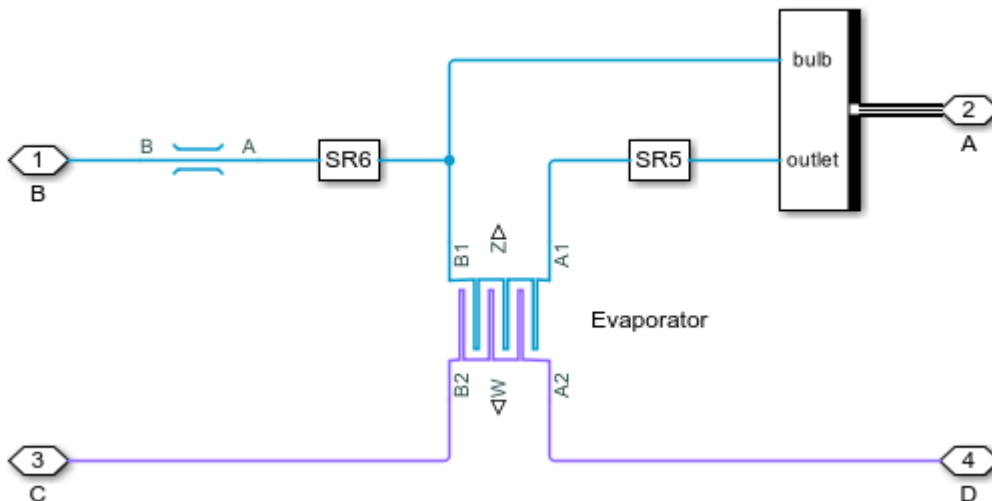 bulb
2
A
B
A
SR6
SR5
outlet
1
B
B1
Z
A1
Evaporator
B2
W
A2
3
C
4
D